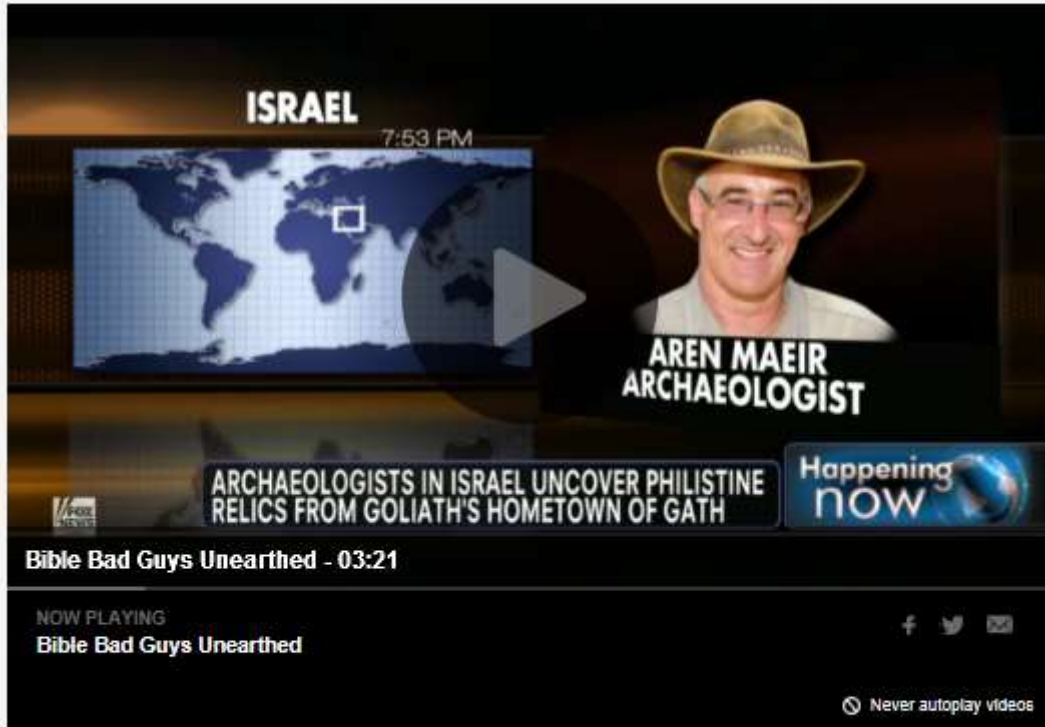 ISRAEL
7:53 PM
AREN MAEIR
ARCHAEOLOGIST
ARCHAEOLOGISTS IN ISRAEL UNCOVER PHILISTINE
RELICS FROM GOLIATH'S HOMETOWN OF GATH
Happening
now
Bible Bad Guys Unearthed - 03:21
NOW PLAYING
Bible Bad Guys Unearthed
Never autoplay videos